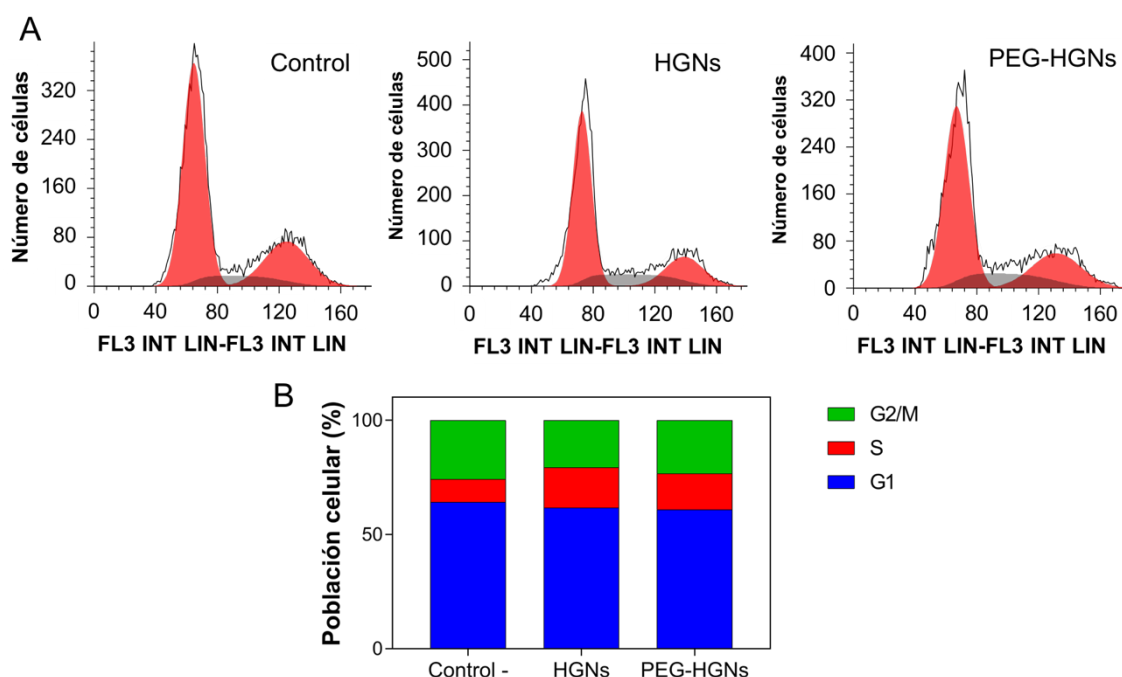 A
Control
Número de células
320
240
160
80
0
0 40 80 120 160
FL3 INT LIN-FL3 INT LIN
HGNs
Número de células
500
400
300
200
100
0
0 40 80 120 160
FL3 INT LIN-FL3 INT LIN
PEG-HGNs
Número de células
400
320
240
160
80
0
0 40 80 120 160
FL3 INT LIN-FL3 INT LIN
B
Población celular (%)
100
50
0
Control - HGNs PEG-HGNs
G2/M
S
G1